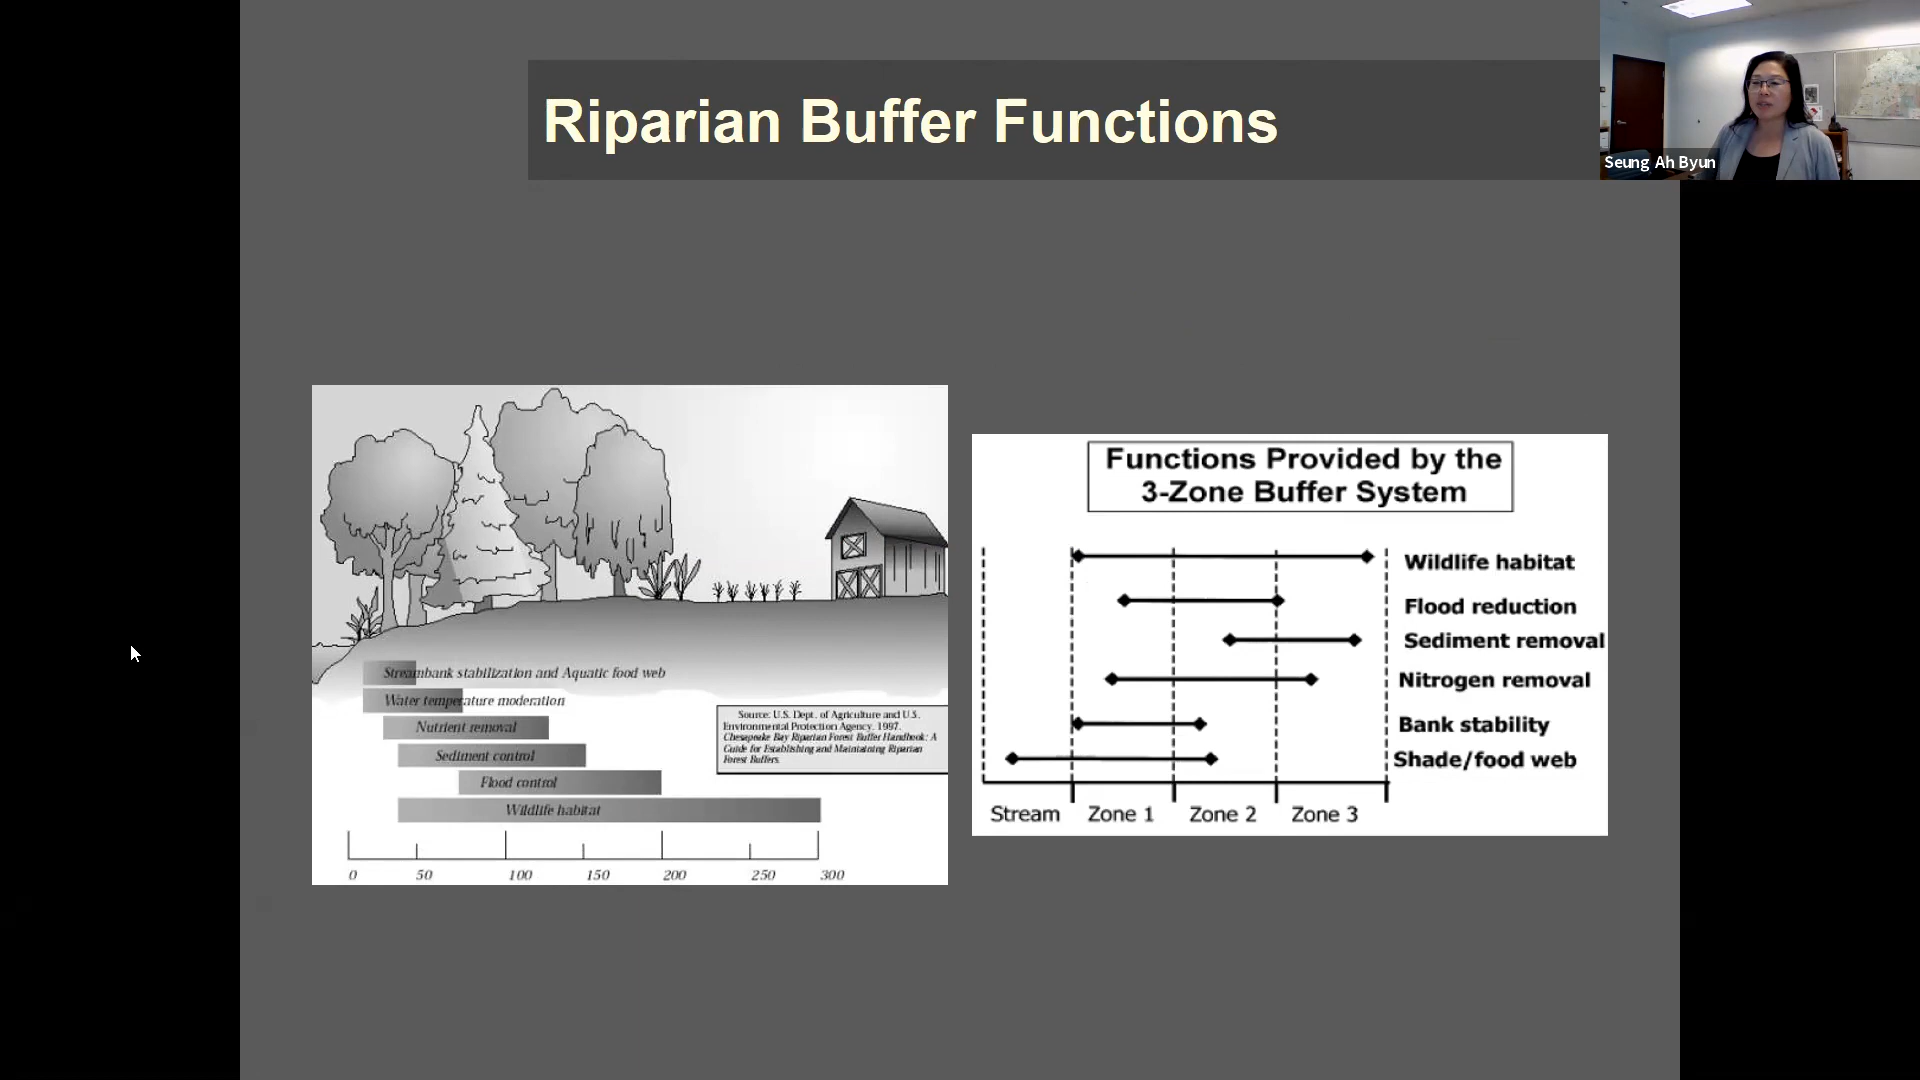 Riparian Buffer Functions
Seung Ah Byun
Streambank stabilization and Aquatic food web
Water temperature moderation
Nutrient removal
Sediment control
Flood control
Wildlife habitat
Source: U.S. Dept. of Agriculture and U.S.
Environmental Protection Agency. 1997.
Chesapeake Bay Riparian Forest Buffer Handbook: A
Guide for Establishing and Maintaining Riparian
Forest Buffers.
0 50 100 150 200 250 300
Functions Provided by the
3-Zone Buffer System
Wildlife habitat
Flood reduction
Sediment removal
Nitrogen removal
Bank stability
Shade/food web
Stream Zone 1 Zone 2 Zone 3